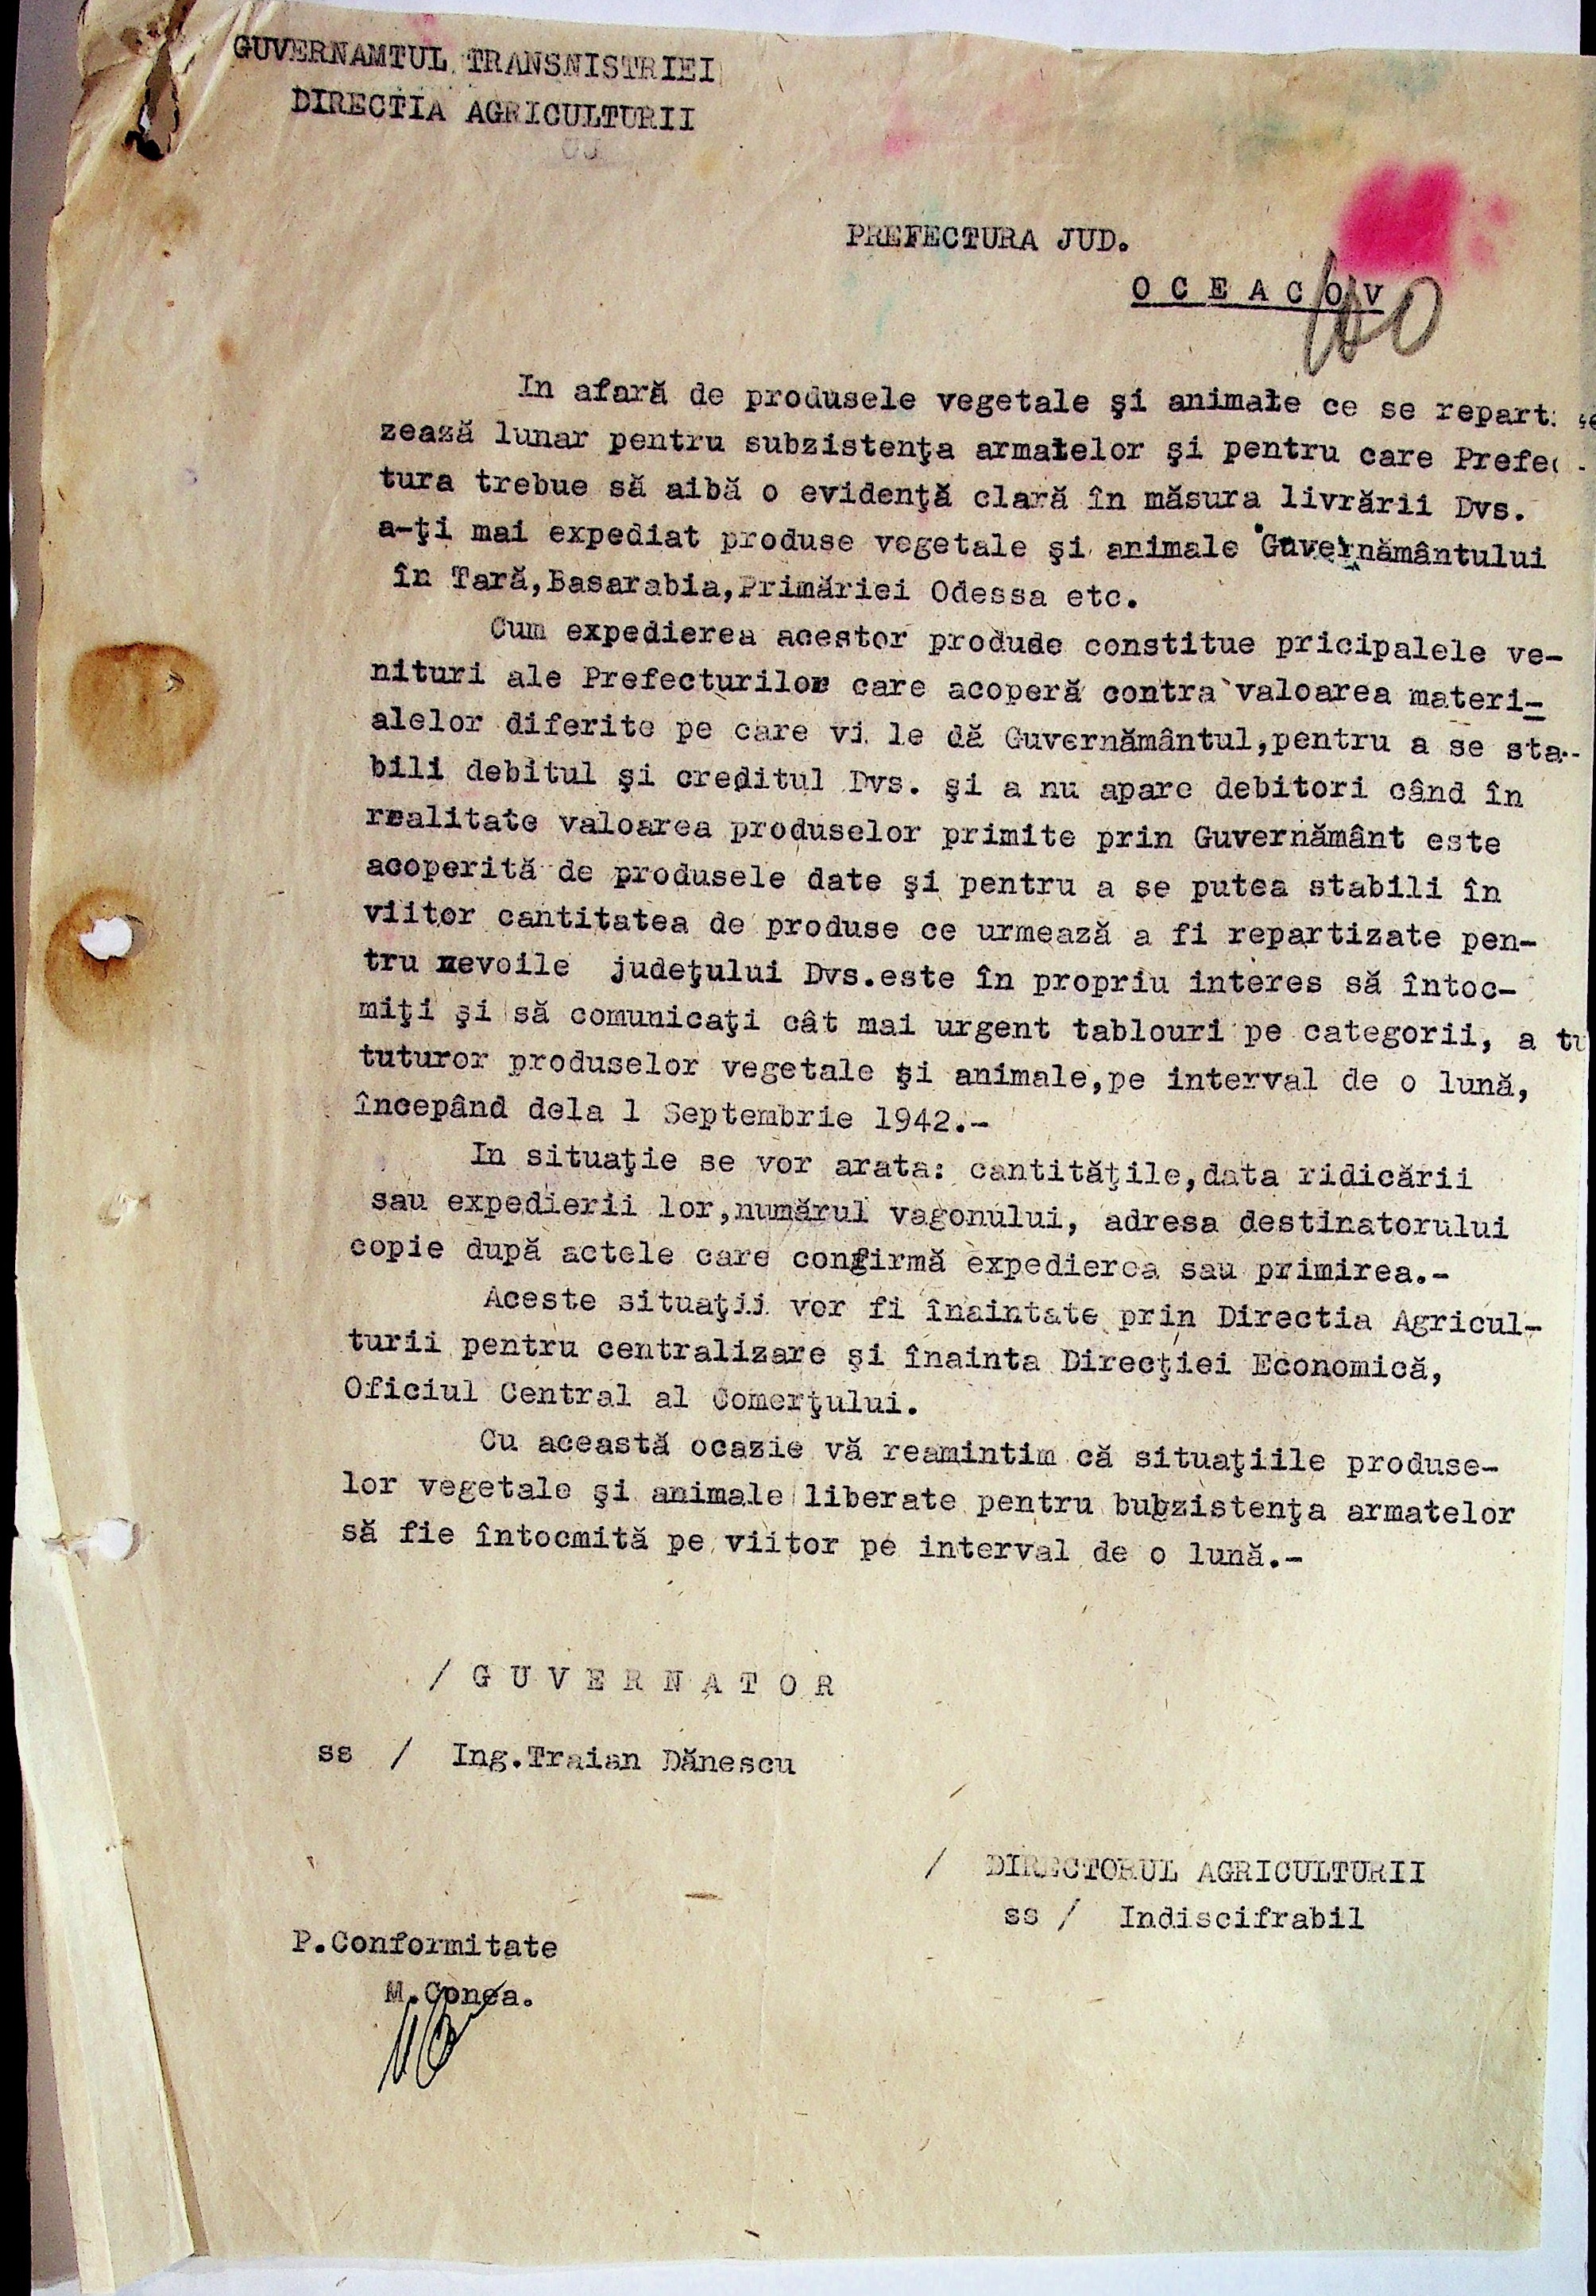 GUVERNAMTUL TRANSNISTRIEI
DIRECTIA AGRICULTURII
PREFECTURA JUD.
O C E A C O V
100
In afară de produsele vegetale şi animale ce se reparti
zează lunar pentru subzistenţa armatelor şi pentru care Prefec-
tura trebue să aibă o evidenţă clară în măsura livrării Dvs.
a-ţi mai expediat produse vegetale şi animale Guvernământului
în Tară,Basarabia,Primăriei Odessa etc.
Cum expedierea acestor produde constitue pricipalele ve-
nituri ale Prefecturilor care acoperă contra valoarea materi-
alelor diferite pe care vi le dă Guvernământul,pentru a se sta-
bili debitul şi creditul Dvs. şi a nu apare debitori când în
realitate valoarea produselor primite prin Guvernământ este
acoperită de produsele date şi pentru a se putea stabili în
viitor cantitatea de produse ce urmează a fi repartizate pen-
tru nevoile judeţului Dvs.este în propriu interes să întoc-
miţi şi să comunicaţi cât mai urgent tablouri pe categorii, a tu
tuturor produselor vegetale şi animale,pe interval de o lună,
începând dela 1 Septembrie 1942.-
In situaţie se vor arata: cantităţile,data ridicării
sau expedierii lor,numărul vagonului, adresa destinatorului
copie după actele care confirmă expedierea sau primirea.-
Aceste situaţii vor fi înaintate prin Directia Agricul-
turii pentru centralizare şi înainta Direcţiei Economică,
Oficiul Central al Comerţului.
Cu această ocazie vă reamintim că situaţiile produse-
lor vegetale şi animale liberate pentru bubzistenţa armatelor
să fie întocmită pe viitor pe interval de o lună.-
/ G U V E R N A T O R
ss / Ing.Traian Dănescu
/ DIRECTORUL AGRICULTURII
ss / Indiscifrabil
P.Conformitate
M.Conea.